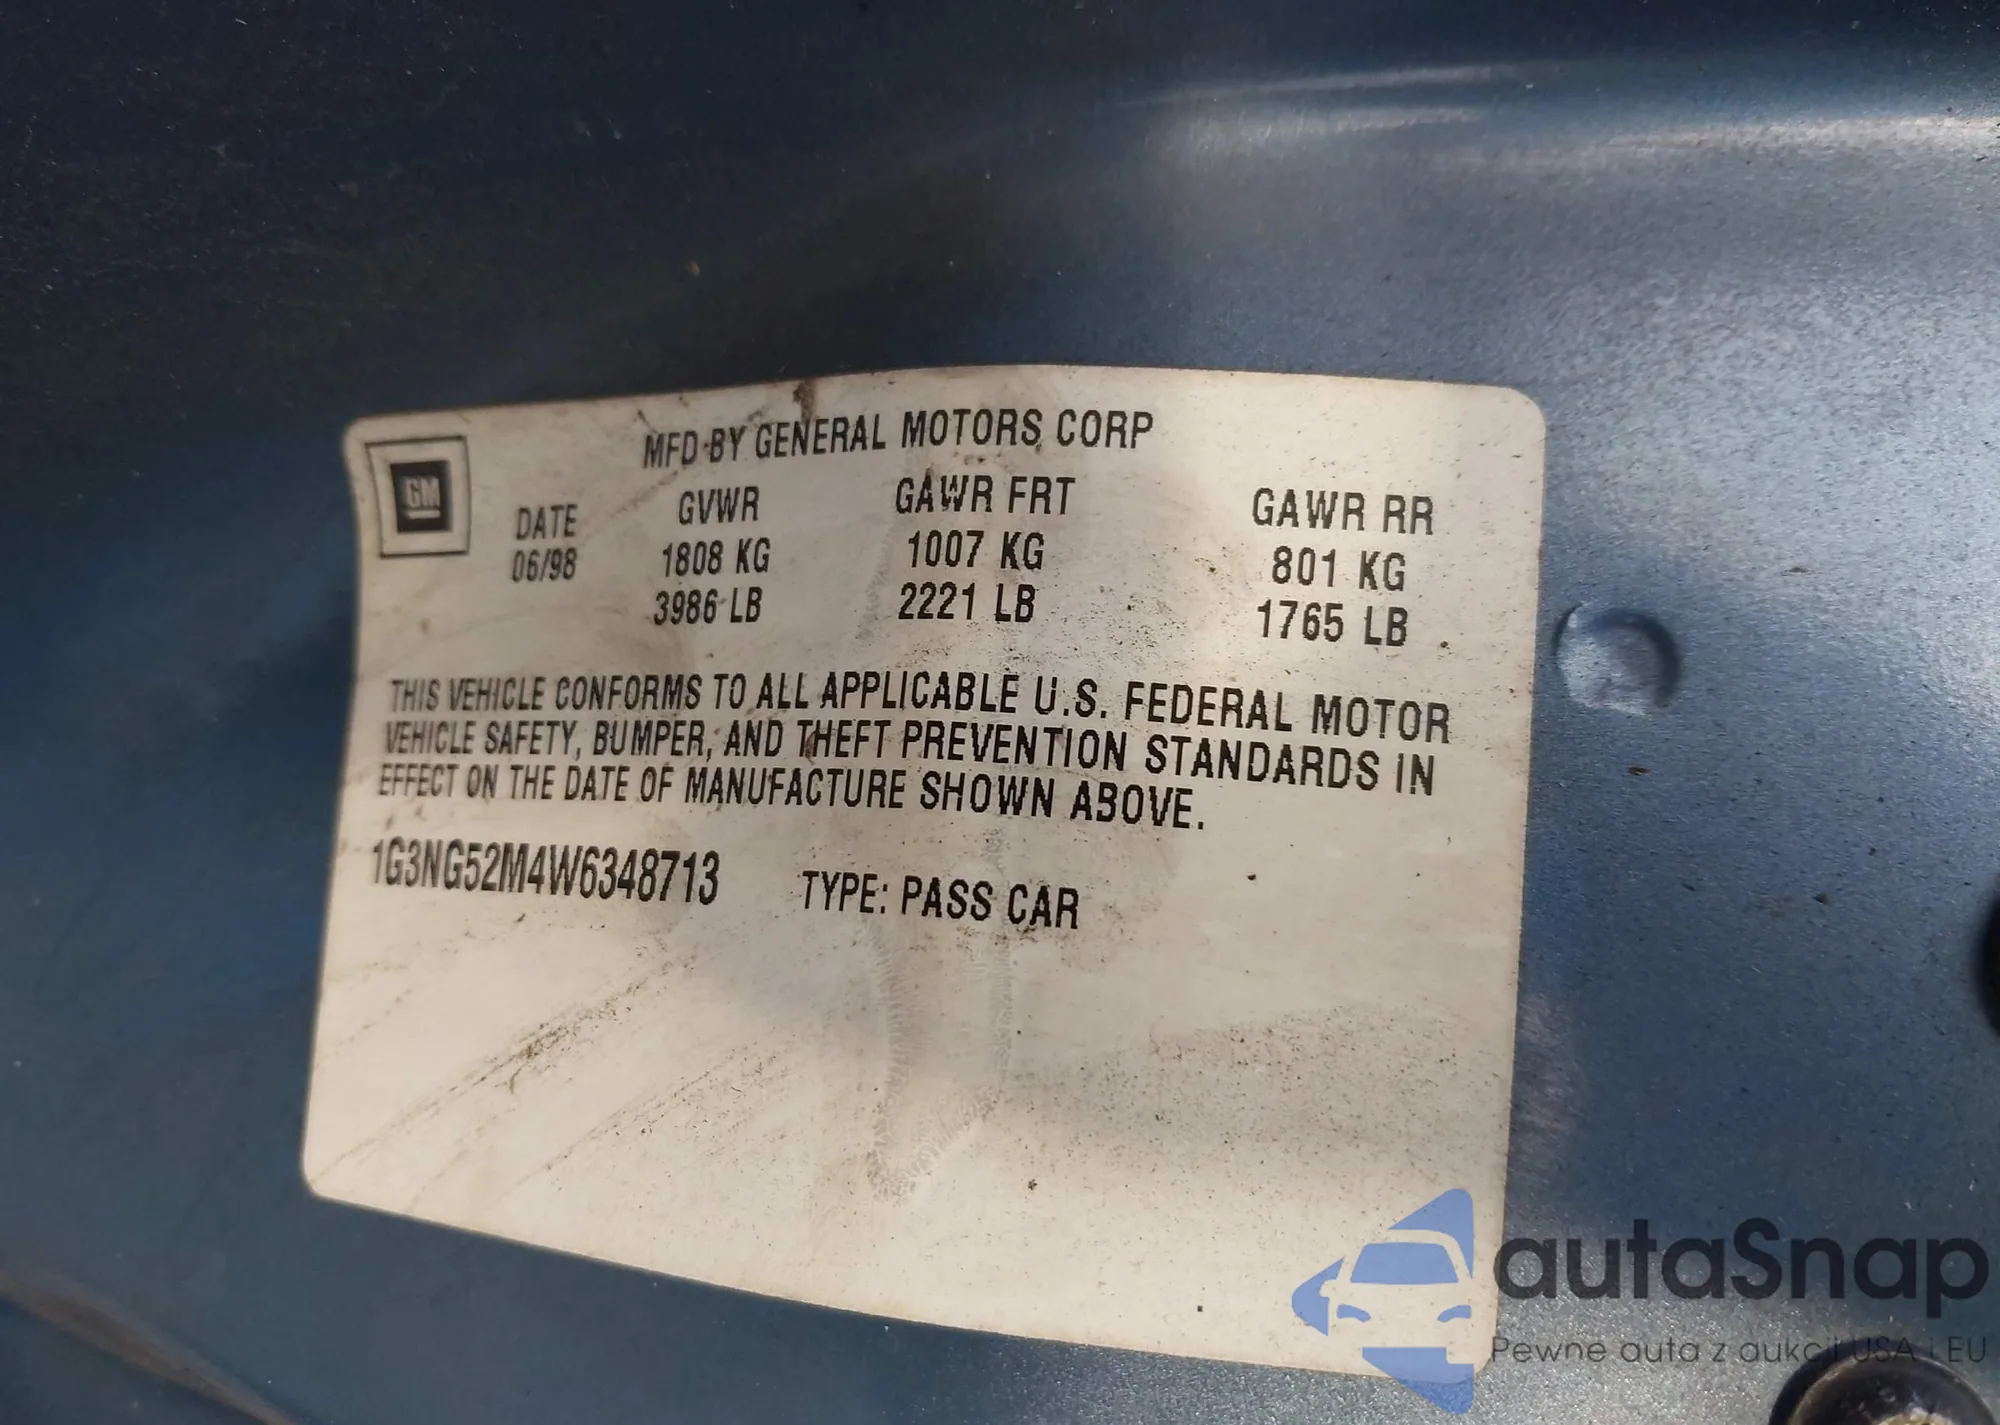 MFD BY GENERAL MOTORS CORP
GM
DATE GVWR GAWR FRT GAWR RR
06/98 1808 KG 1007 KG 801 KG
3986 LB 2221 LB 1765 LB
THIS VEHICLE CONFORMS TO ALL APPLICABLE U.S. FEDERAL MOTOR
VEHICLE SAFETY, BUMPER, AND THEFT PREVENTION STANDARDS IN
EFFECT ON THE DATE OF MANUFACTURE SHOWN ABOVE.
1G3NG52M4W6348713 TYPE: PASS CAR
autaSnap
Pewne auta z aukcji USA i EU